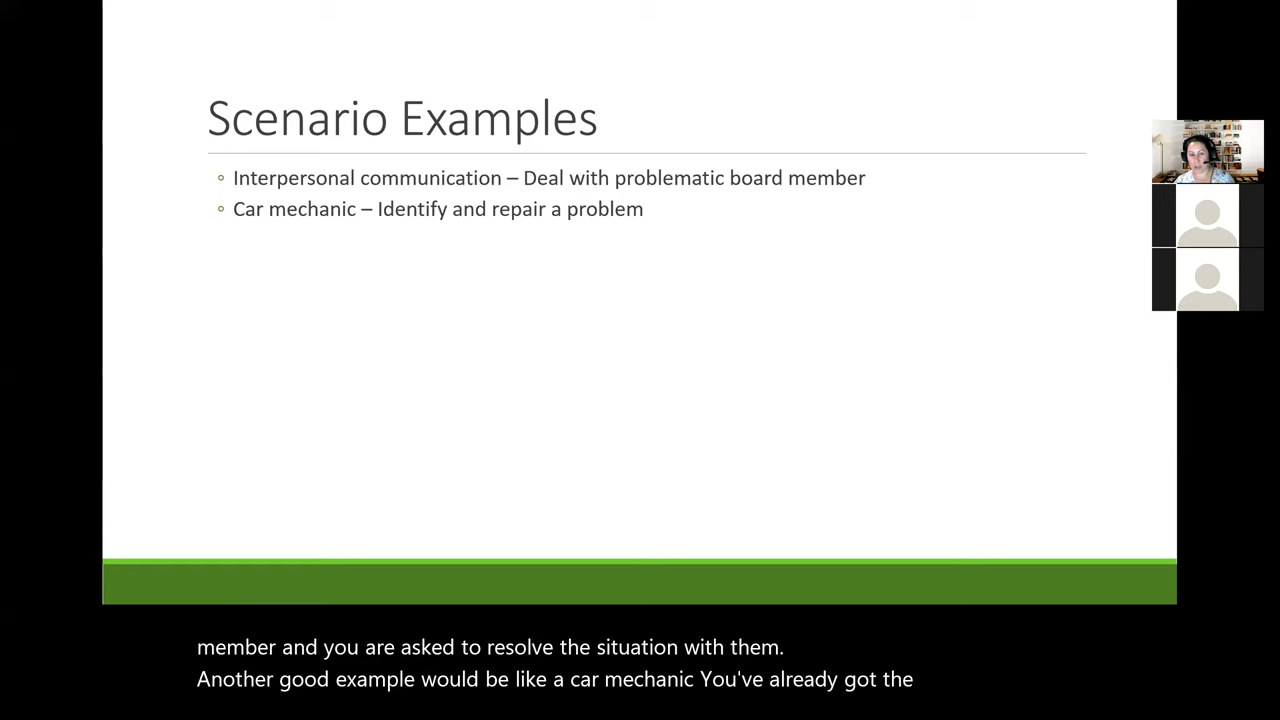 Scenario Examples
Interpersonal communication – Deal with problematic board member
Car mechanic – Identify and repair a problem
member and you are asked to resolve the situation with them.
Another good example would be like a car mechanic You've already got the